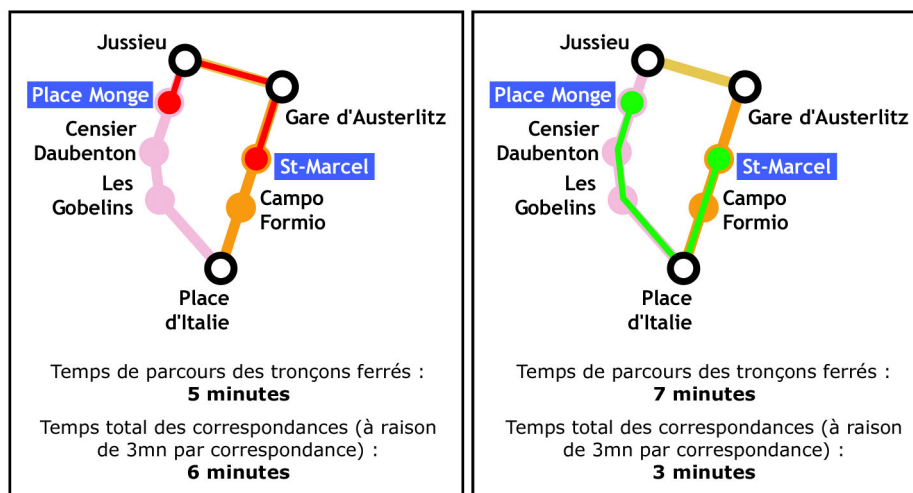 Jussieu
Place Monge
Gare d'Austerlitz
Censier
Daubenton
St-Marcel
Les
Gobelins
Campo
Formio
Place
d'Italie
Temps de parcours des tronçons ferrés :
5 minutes
Temps total des correspondances (à raison
de 3mn par correspondance) :
6 minutes
Jussieu
Place Monge
Gare d'Austerlitz
Censier
Daubenton
St-Marcel
Les
Gobelins
Campo
Formio
Place
d'Italie
Temps de parcours des tronçons ferrés :
7 minutes
Temps total des correspondances (à raison
de 3mn par correspondance) :
3 minutes